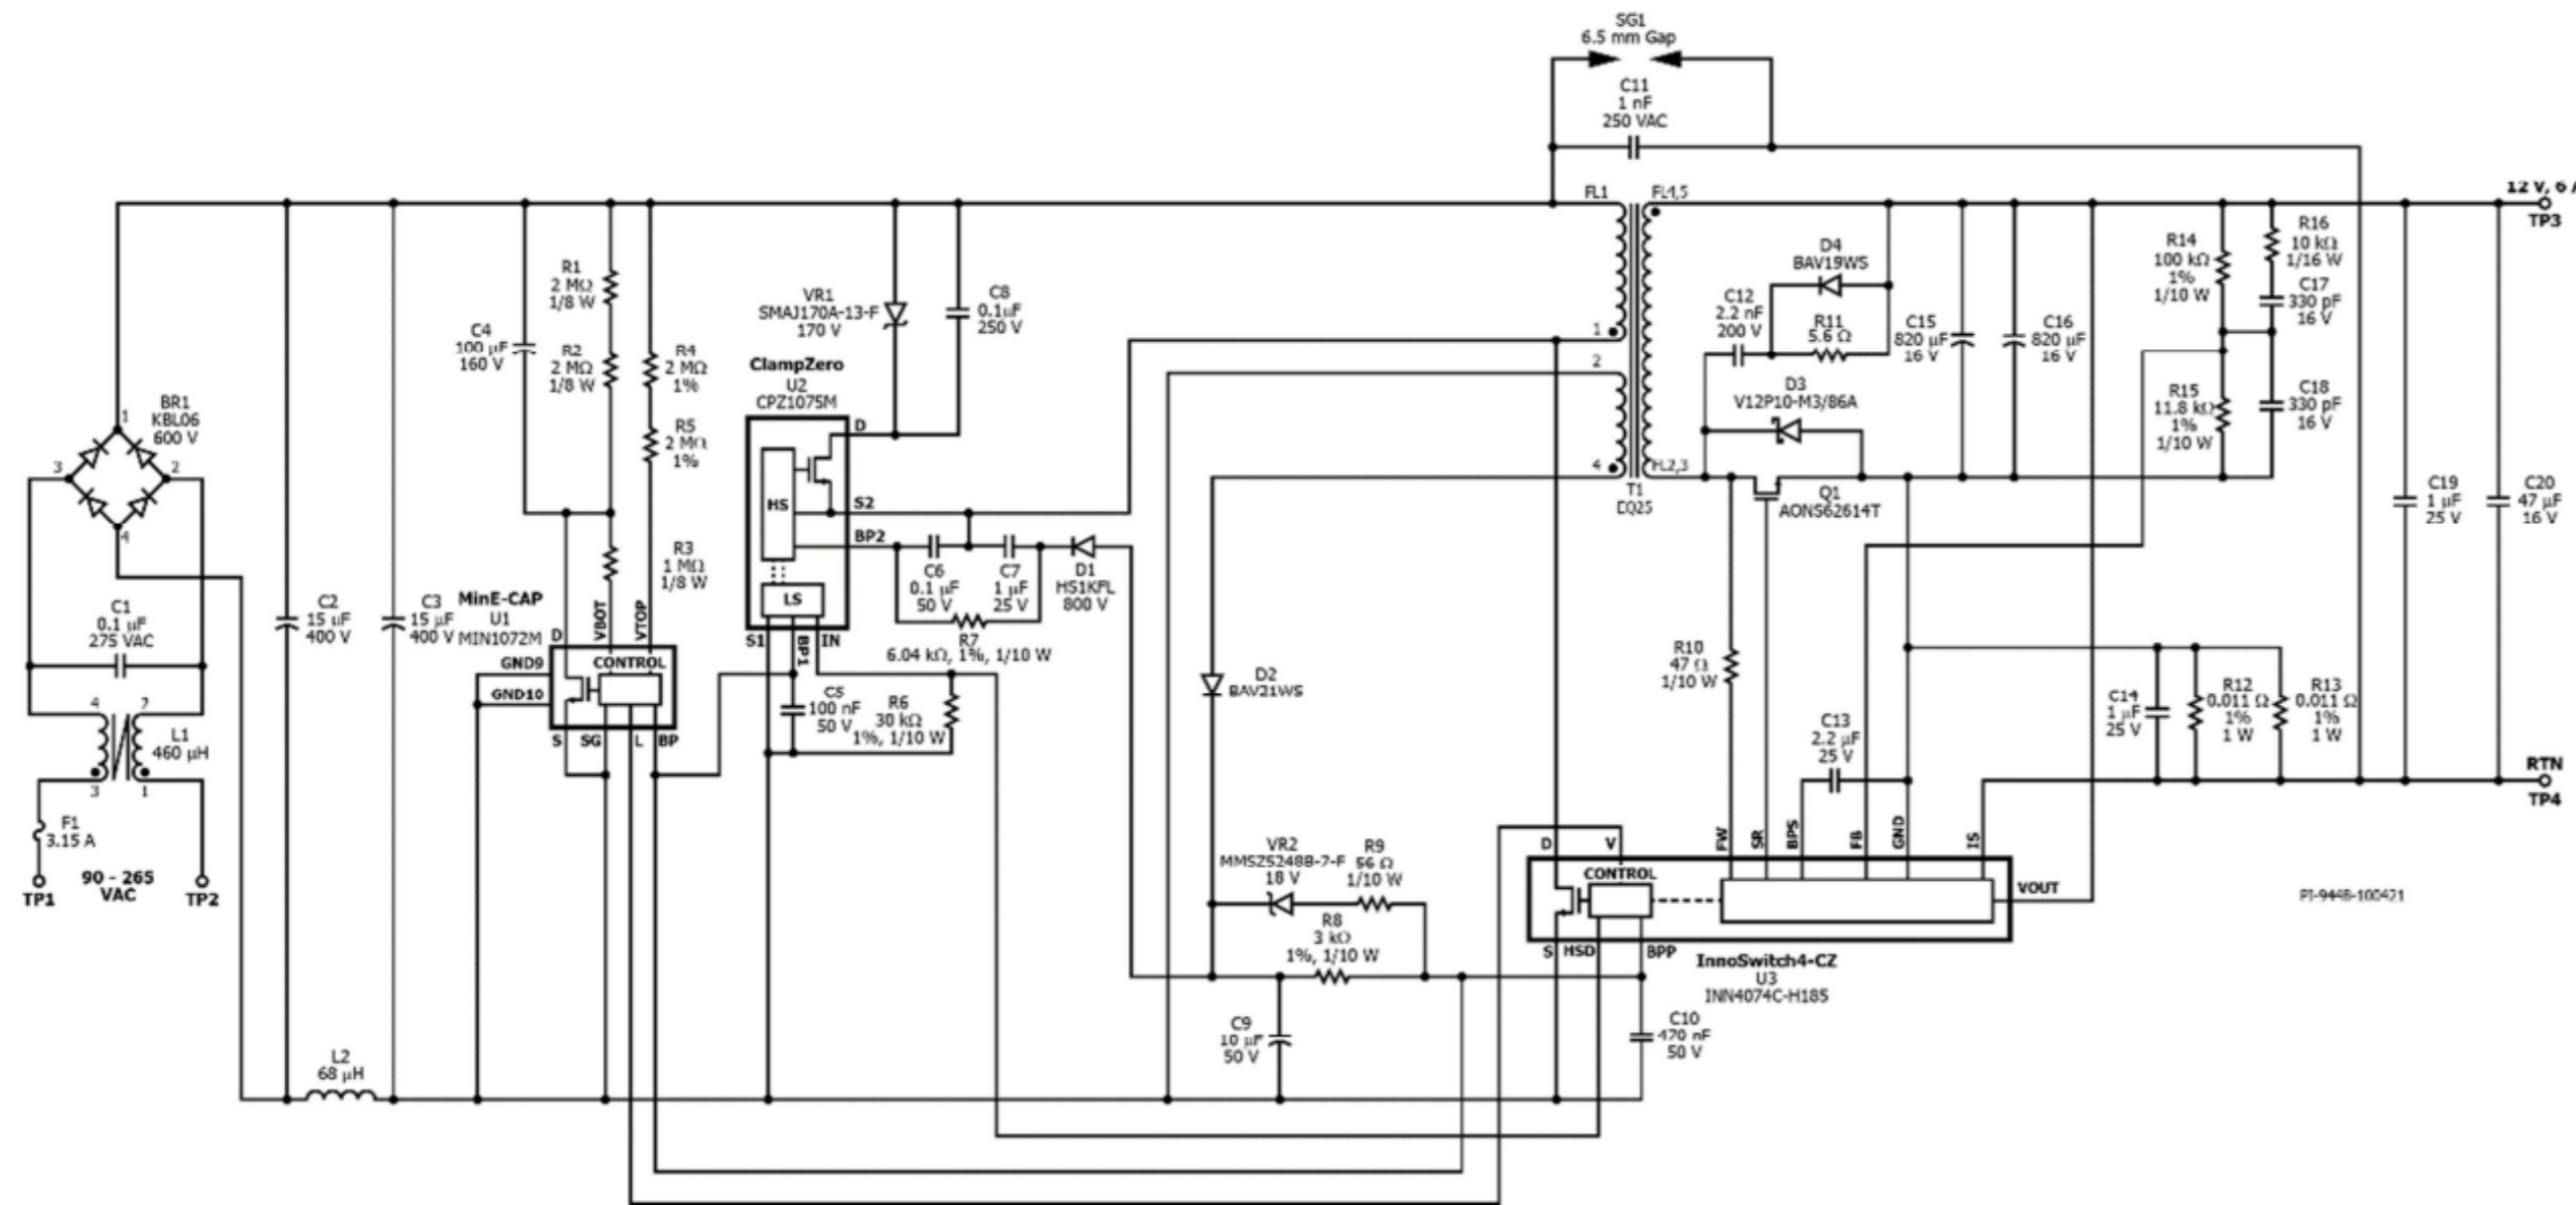 SG1
6.5 mm Gap
C11
1 nF
250 VAC
FL1
FL4,5
TP3
R16
10 kΩ
1/16 W
R14
100 kΩ
1%
1/10 W
C17
330 pF
16 V
D4
BAV19WS
C12
2.2 nF
200 V
R11
5.6 Ω
C15
820 µF
16 V
C16
820 µF
16 V
R1
2 MΩ
1/8 W
VR1
SMAJ170A-13-F
170 V
C8
0.1µF
250 V
C4
100 µF
160 V
R2
2 MΩ
1/8 W
R4
2 MΩ
1%
ClampZero
U2
CPZ1075M
1
2
D3
V12P10-M3/86A
R15
11.8 kΩ
1%
1/10 W
C18
330 pF
16 V
BR1
KBL06
600 V
1
3
2
4
R5
2 MΩ
1%
D
HS
S2
BP2
LS
S1
BP1
IN
4
FL2,3
T1
EQ25
Q1
AONS62614T
C19
1 µF
25 V
C20
47 µF
16 V
R3
1 MΩ
1/8 W
C6
0.1 µF
50 V
C7
1 µF
25 V
D1
HS1KFL
800 V
R7
6.04 kΩ, 1%, 1/10 W
C1
0.1 µF
275 VAC
C2
15 µF
400 V
C3
15 µF
400 V
MinE-CAP
U1
MIN1072M
D
VBOT
VTOP
GND9
CONTROL
GND10
S
SG
L
BP
C5
100 nF
50 V
R6
30 kΩ
1%, 1/10 W
D2
BAV21WS
R10
47 Ω
1/10 W
C14
1 µF
25 V
R12
0.011 Ω
1%
1 W
R13
0.011 Ω
1%
1 W
4
2
L1
460 µH
3
1
F1
3.15 A
90 - 265
VAC
TP1
TP2
C13
2.2 µF
25 V
RTN
TP4
VR2
MMSZ5248B-7-F
18 V
R9
56 Ω
1/10 W
R8
3 kΩ
1%, 1/10 W
D
V
FW
SR
BPS
FB
GND
IS
CONTROL
VOUT
S
HSD
BPP
InnoSwitch4-CZ
U3
INN4074C-H185
PI-9448-100421
C9
10 µF
50 V
C10
470 nF
50 V
L2
68 µH